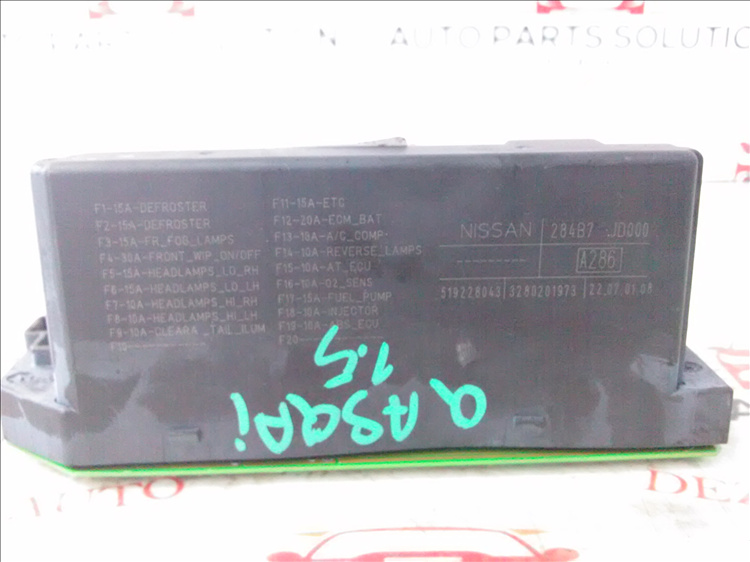 AUTO PARTS SOLUTION
F1-15A-DEFROSTER
F2-15A-DEFROSTER
F3-15A-FR_FOG_LAMPS
F4-30A-FRONT_WIP_ON/OFF
F5-15A-HEADLAMPS_LO_RH
F6-15A-HEADLAMPS_LO_LH
F7-10A-HEADLAMPS_HI_RH
F8-10A-HEADLAMPS_HI_LH
F9-10A-CLEARA_TAIL_ILUM
F10
F11-15A-ETC
F12-20A-ECM_BAT
F13-10A-A/C_COMP-
F14-10A-REVERSE_LAMPS
F15-10A-AT_ECU
F16-10A-O2_SENS
F17-15A-FUEL_PUMP
F18-10A-INJECTOR
F19-10A-ABS_ECU
F20
NISSAN 284B7 JD000
A286
519228043 3280201973 22.07.01.08
QASQAi
1.5
AUTO